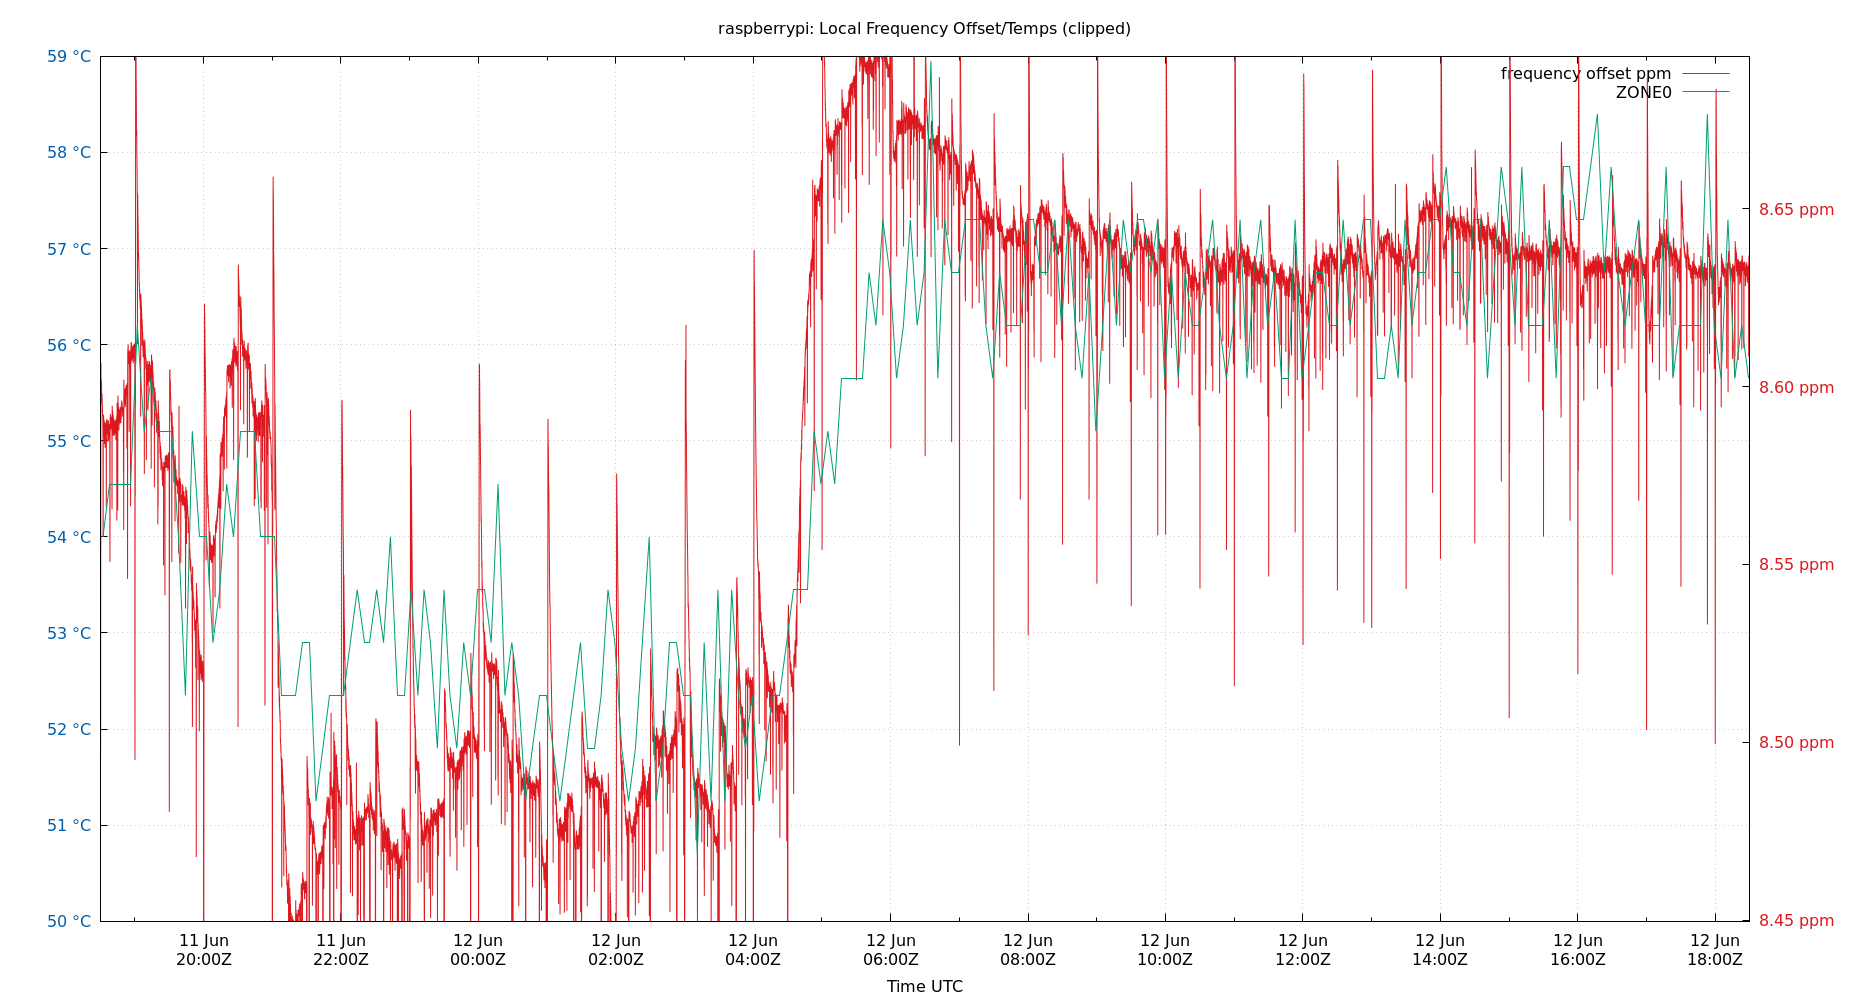 raspberrypi: Local Frequency Offset/Temps (clipped)
59 °C
58 °C
57 °C
56 °C
55 °C
54 °C
53 °C
52 °C
51 °C
50 °C
frequency offset ppm
ZONE0
8.65 ppm
8.60 ppm
8.55 ppm
8.50 ppm
8.45 ppm
11 Jun 11 Jun 12 Jun 12 Jun 12 Jun 12 Jun 12 Jun 12 Jun 12 Jun 12 Jun 12 Jun 12 Jun
20:00Z 22:00Z 00:00Z 02:00Z 04:00Z 06:00Z 08:00Z 10:00Z 12:00Z 14:00Z 16:00Z 18:00Z
Time UTC